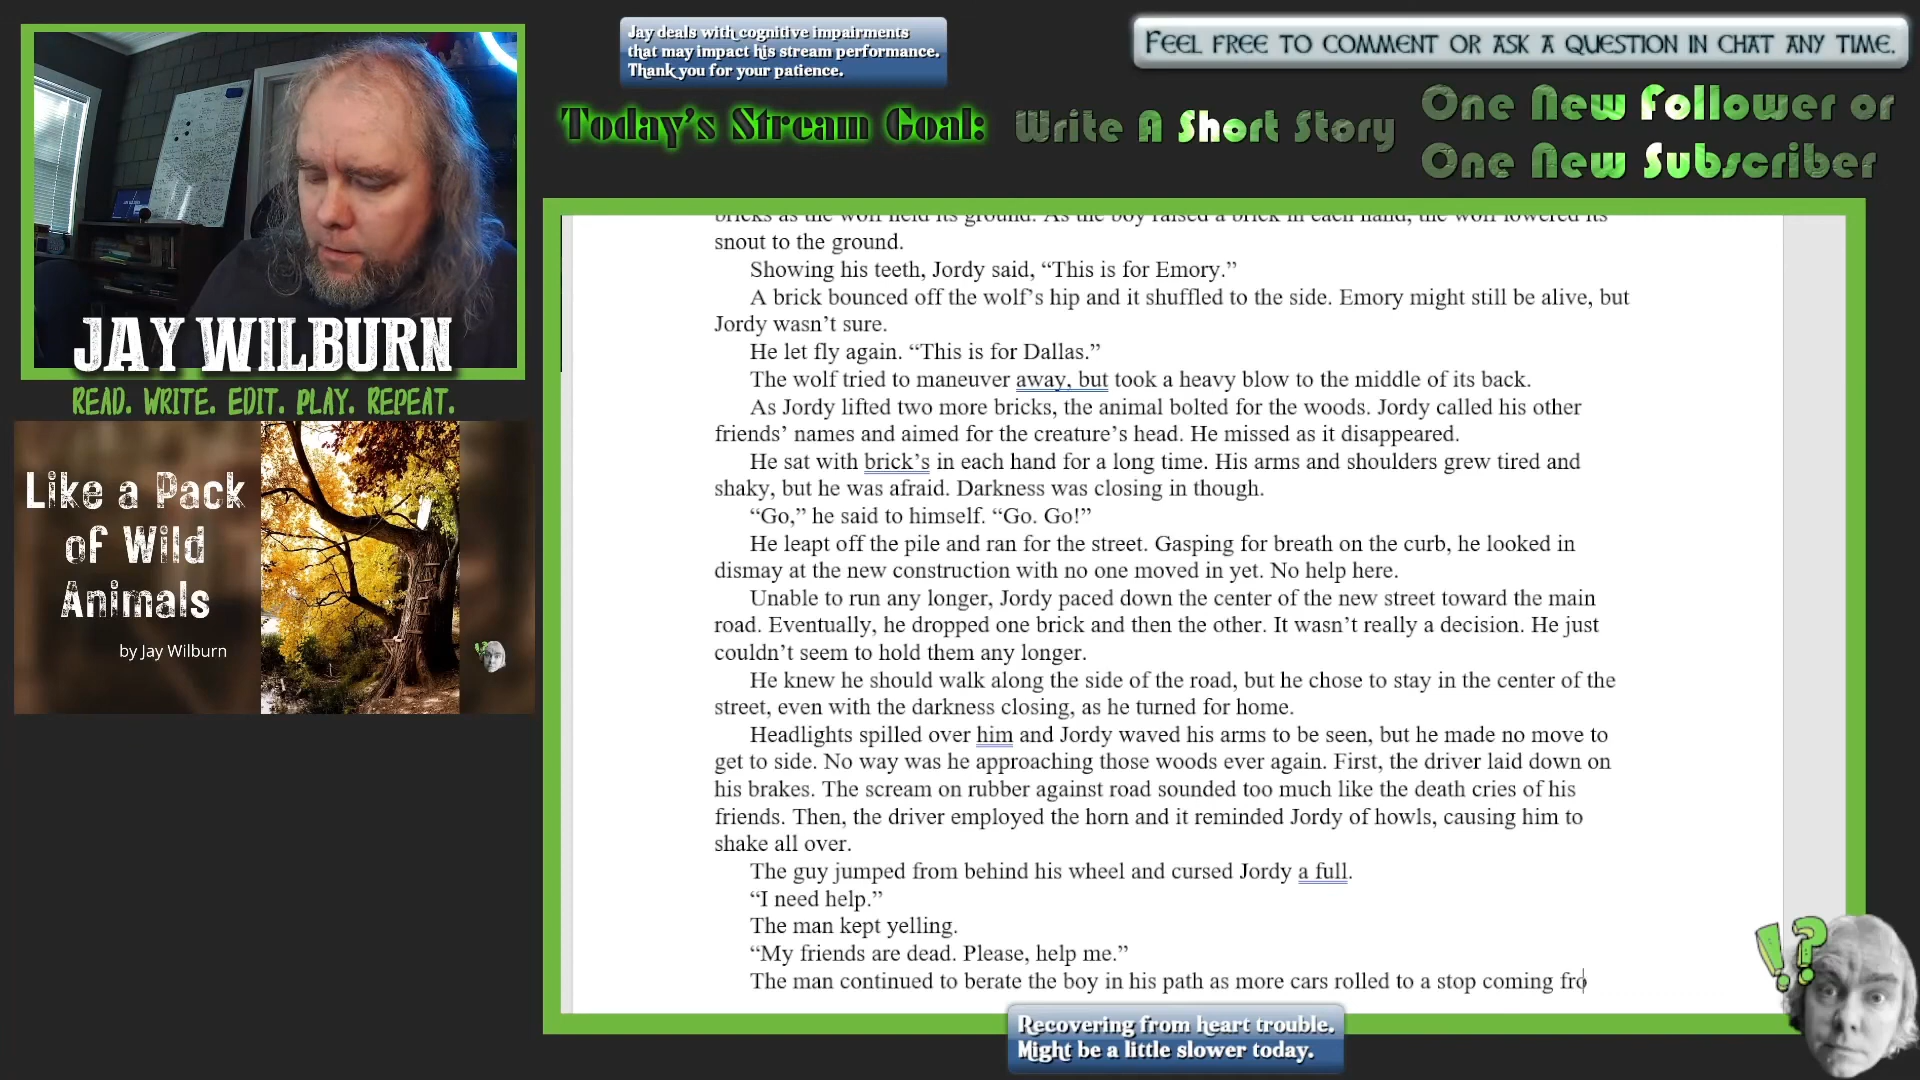 Jay deals with cognitive impairments
that may impact his stream performance.
Thank you for your patience.
FEEL FREE TO COMMENT OR ASK A QUESTION IN CHAT ANY TIME.
Today's Stream Goal:
Write A Short Story
One New Follower or
One New Subscriber
JAY WILBURN
READ. WRITE. EDIT. PLAY. REPEAT.
Like a Pack
of Wild
Animals
by Jay Wilburn
bricks as the wolf held its ground. As the boy raised a brick in each hand, the wolf lowered its
snout to the ground.
Showing his teeth, Jordy said, “This is for Emory.”
A brick bounced off the wolf’s hip and it shuffled to the side. Emory might still be alive, but
Jordy wasn’t sure.
He let fly again. “This is for Dallas.”
The wolf tried to maneuver away, but took a heavy blow to the middle of its back.
As Jordy lifted two more bricks, the animal bolted for the woods. Jordy called his other
friends’ names and aimed for the creature’s head. He missed as it disappeared.
He sat with brick’s in each hand for a long time. His arms and shoulders grew tired and
shaky, but he was afraid. Darkness was closing in though.
“Go,” he said to himself. “Go. Go!”
He leapt off the pile and ran for the street. Gasping for breath on the curb, he looked in
dismay at the new construction with no one moved in yet. No help here.
Unable to run any longer, Jordy paced down the center of the new street toward the main
road. Eventually, he dropped one brick and then the other. It wasn’t really a decision. He just
couldn’t seem to hold them any longer.
He knew he should walk along the side of the road, but he chose to stay in the center of the
street, even with the darkness closing, as he turned for home.
Headlights spilled over him and Jordy waved his arms to be seen, but he made no move to
get to side. No way was he approaching those woods ever again. First, the driver laid down on
his brakes. The scream on rubber against road sounded too much like the death cries of his
friends. Then, the driver employed the horn and it reminded Jordy of howls, causing him to
shake all over.
The guy jumped from behind his wheel and cursed Jordy a full.
“I need help.”
The man kept yelling.
“My friends are dead. Please, help me.”
The man continued to berate the boy in his path as more cars rolled to a stop coming fro
!?
Recovering from heart trouble.
Might be a little slower today.